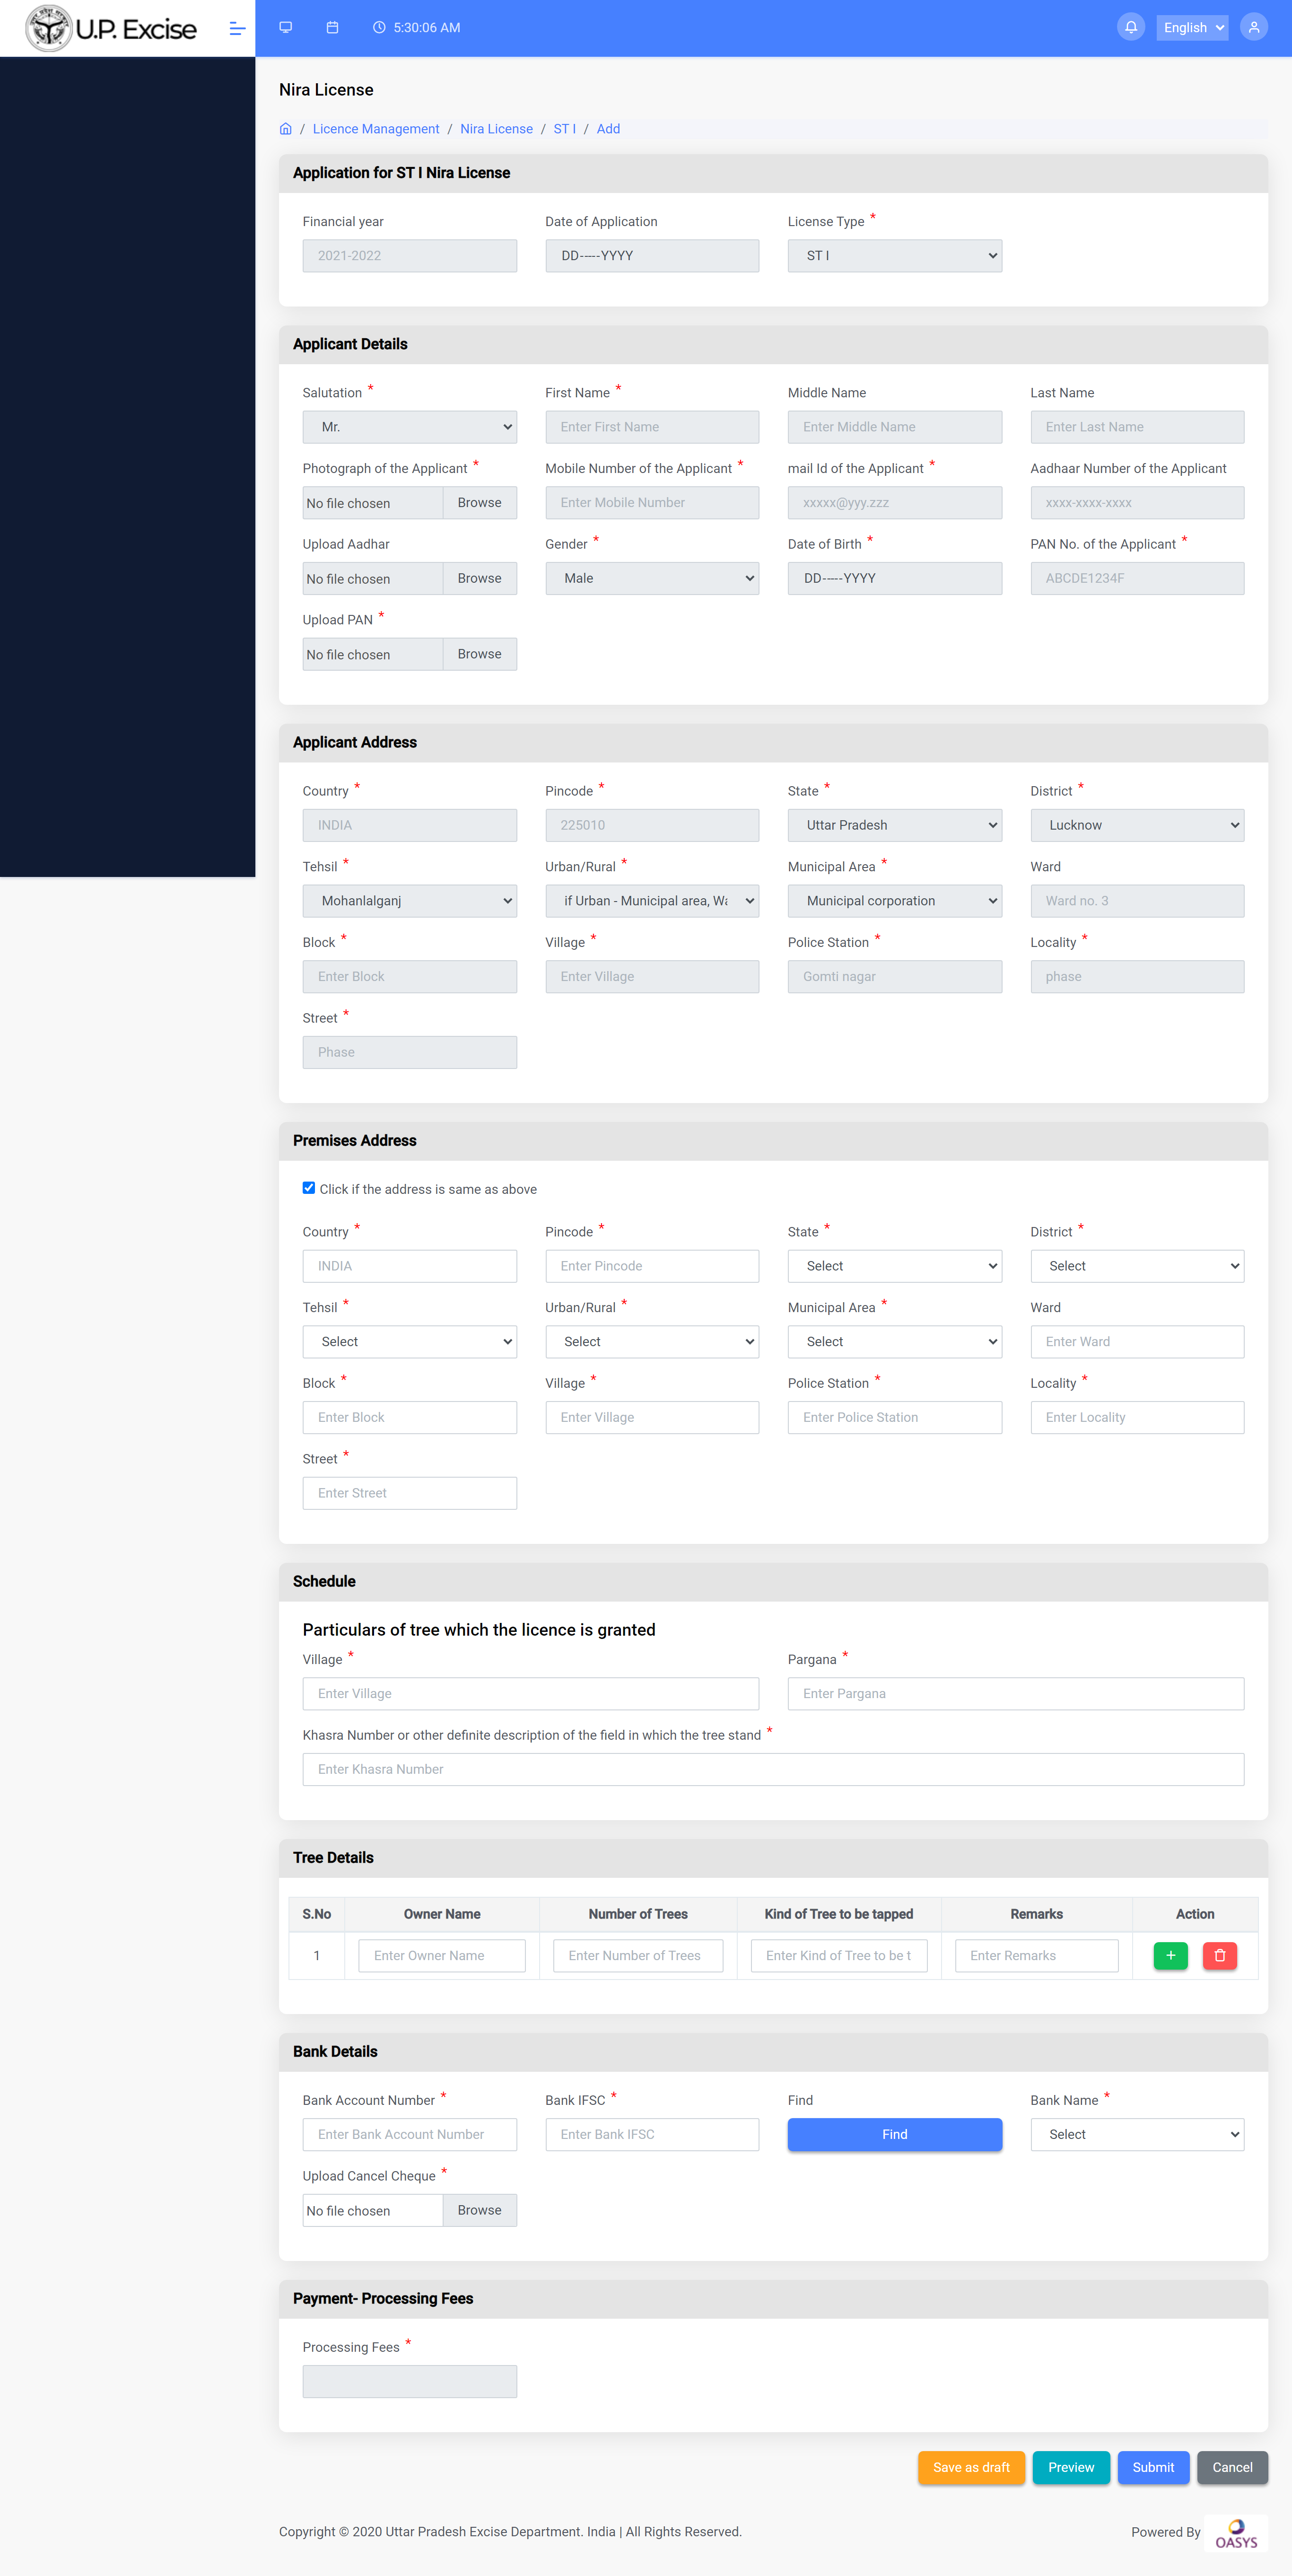 U.P. Excise
5:30:06 AM
English
Nira License
/ Licence Management / Nira License / ST I / Add
Application for ST I Nira License
Financial year Date of Application License Type *
2021-2022 DD-----YYYY ST I
Applicant Details
Salutation * First Name * Middle Name Last Name
Mr. Enter First Name Enter Middle Name Enter Last Name
Photograph of the Applicant * Mobile Number of the Applicant * mail Id of the Applicant * Aadhaar Number of the Applicant
No file chosen Browse Enter Mobile Number xxxxx@yyy.zzz xxxx-xxxx-xxxx
Upload Aadhar Gender * Date of Birth * PAN No. of the Applicant *
No file chosen Browse Male DD-----YYYY ABCDE1234F
Upload PAN *
No file chosen Browse
Applicant Address
Country * Pincode * State * District *
INDIA 225010 Uttar Pradesh Lucknow
Tehsil * Urban/Rural * Municipal Area * Ward
Mohanlalganj if Urban - Municipal area, Wa Municipal corporation Ward no. 3
Block * Village * Police Station * Locality *
Enter Block Enter Village Gomti nagar phase
Street *
Phase
Premises Address
Click if the address is same as above
Country * Pincode * State * District *
INDIA Enter Pincode Select Select
Tehsil * Urban/Rural * Municipal Area * Ward
Select Select Select Enter Ward
Block * Village * Police Station * Locality *
Enter Block Enter Village Enter Police Station Enter Locality
Street *
Enter Street
Schedule
Particulars of tree which the licence is granted
Village * Pargana *
Enter Village Enter Pargana
Khasra Number or other definite description of the field in which the tree stand *
Enter Khasra Number
Tree Details
S.No Owner Name Number of Trees Kind of Tree to be tapped Remarks Action
1 Enter Owner Name Enter Number of Trees Enter Kind of Tree to be t Enter Remarks +
Bank Details
Bank Account Number * Bank IFSC * Find Bank Name *
Enter Bank Account Number Enter Bank IFSC Find Select
Upload Cancel Cheque *
No file chosen Browse
Payment- Processing Fees
Processing Fees *
Save as draft Preview Submit Cancel
Copyright © 2020 Uttar Pradesh Excise Department. India | All Rights Reserved. Powered By OASYS